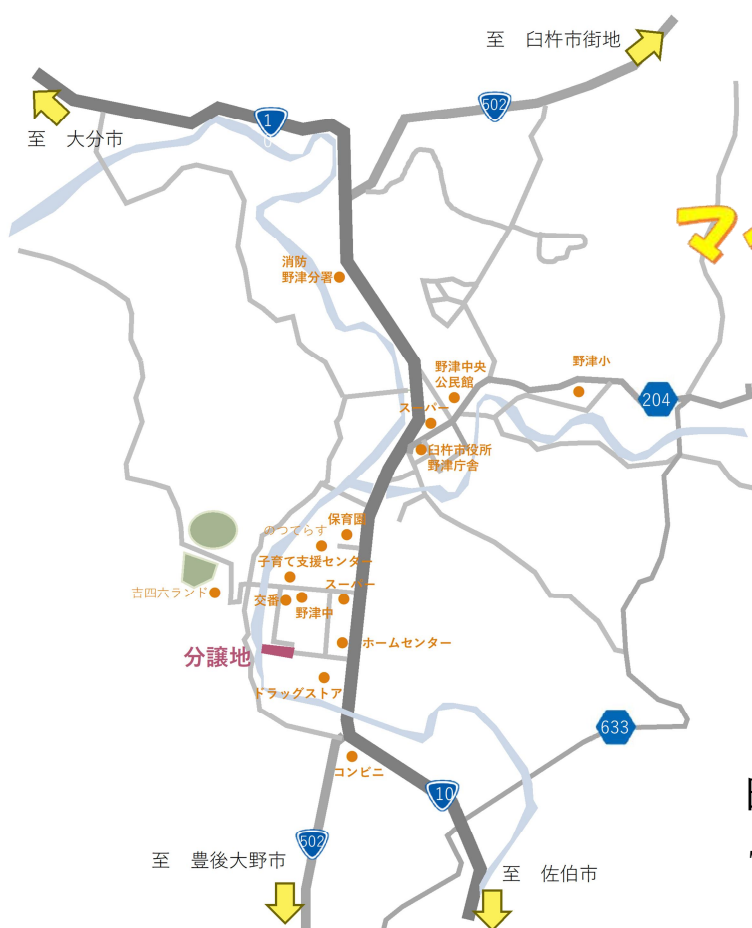 至 臼杵市街地
502
1
0
至 大分市
マ
消防
野津分署
野津中央
公民館
野津小
204
スーパー
臼杵市役所
野津庁舎
保育園
のつてらす
子育て支援センター
スーパー
吉四六ランド
交番
野津中
ホームセンター
分譲地
ドラッグストア
633
コンビニ
10
502
至 豊後大野市
至 佐伯市